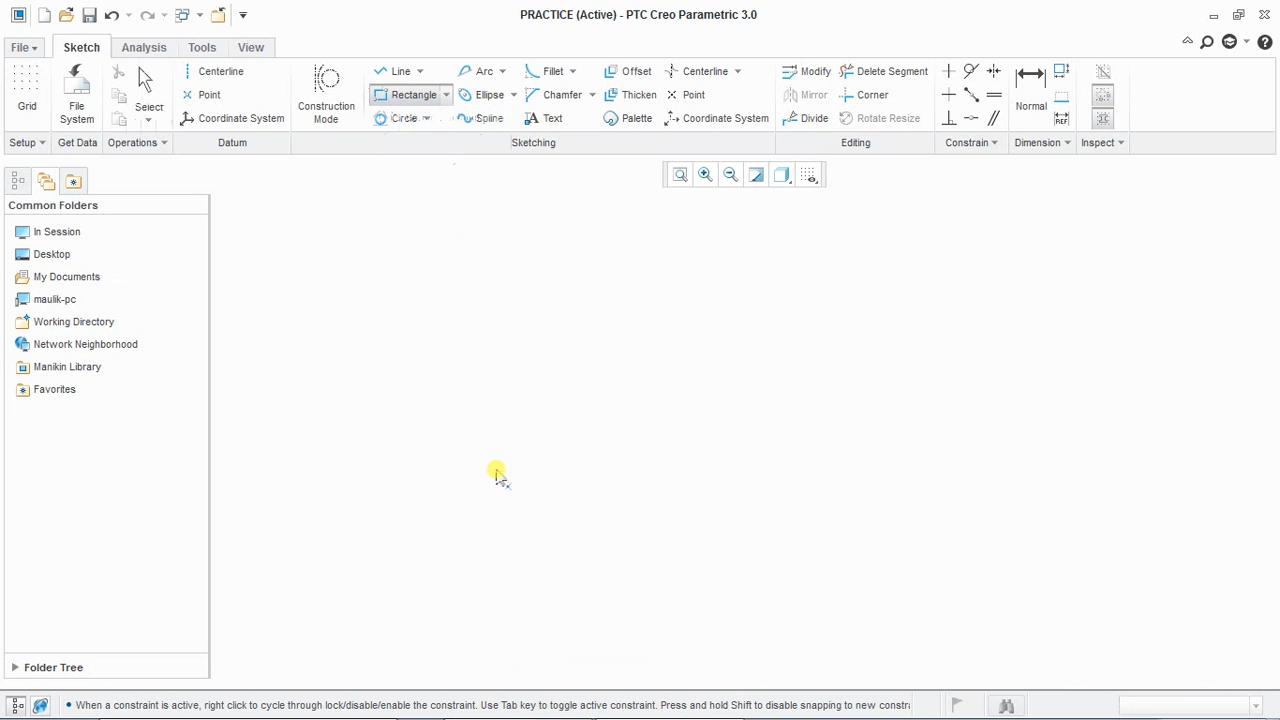 PRACTICE (Active) - PTC Creo Parametric 3.0
File Sketch Analysis Tools View
Grid
File System
Select
Centerline
Point
Coordinate System
Construction Mode
Line Arc Fillet Offset Centerline
Rectangle Ellipse Chamfer Thicken Point
Circle Spline Text Palette Coordinate System
Modify Delete Segment
Mirror Corner
Divide Rotate Resize
Normal
REF
Setup Get Data Operations Datum Sketching Editing Constrain Dimension Inspect
Common Folders
In Session
Desktop
My Documents
maulik-pc
Working Directory
Network Neighborhood
Manikin Library
Favorites
Folder Tree
When a constraint is active, right click to cycle through lock/disable/enable the constraint. Use Tab key to toggle active constraint. Press and hold Shift to disable snapping to new constra